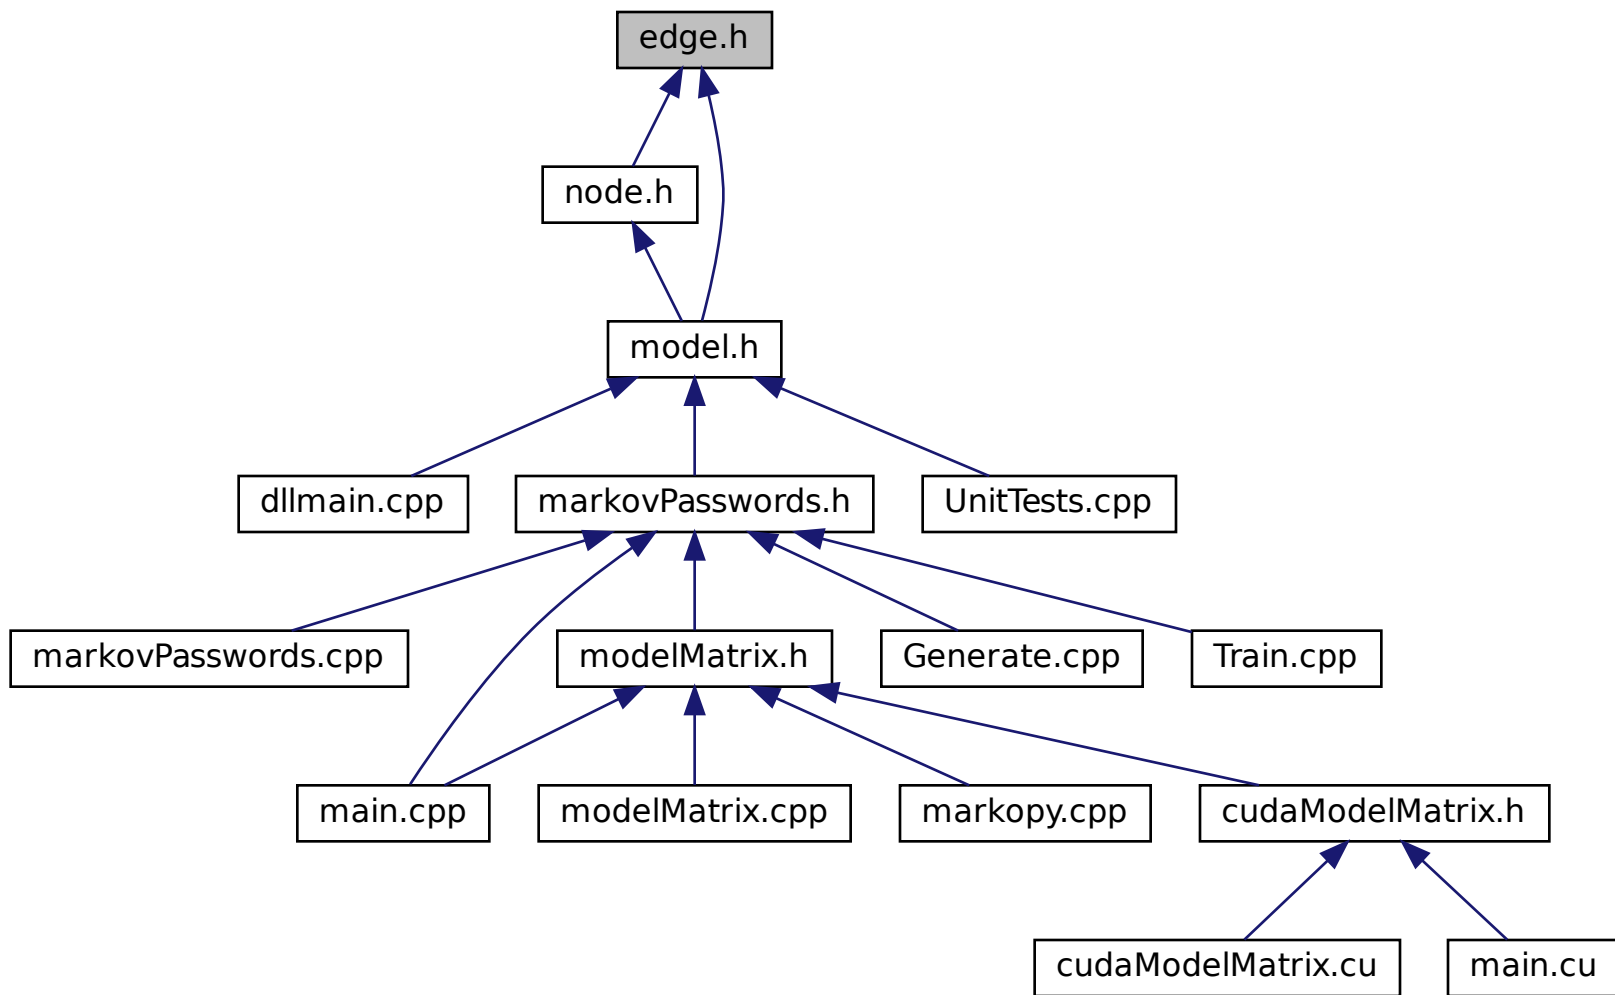 edge.h
node.h
model.h
dllmain.cpp
markovPasswords.h
UnitTests.cpp
markovPasswords.cpp
modelMatrix.h
Generate.cpp
Train.cpp
main.cpp
modelMatrix.cpp
markopy.cpp
cudaModelMatrix.h
cudaModelMatrix.cu
main.cu